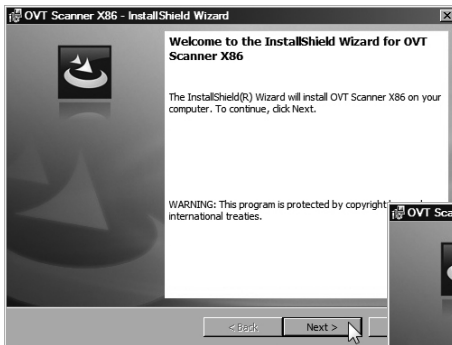 OVT Scanner X86 - InstallShield Wizard
Welcome to the InstallShield Wizard for OVT
Scanner X86
The InstallShield(R) Wizard will install OVT Scanner X86 on your
computer. To continue, click Next.
WARNING: This program is protected by copyright
international treaties.
OVT Sca
< Back
Next >